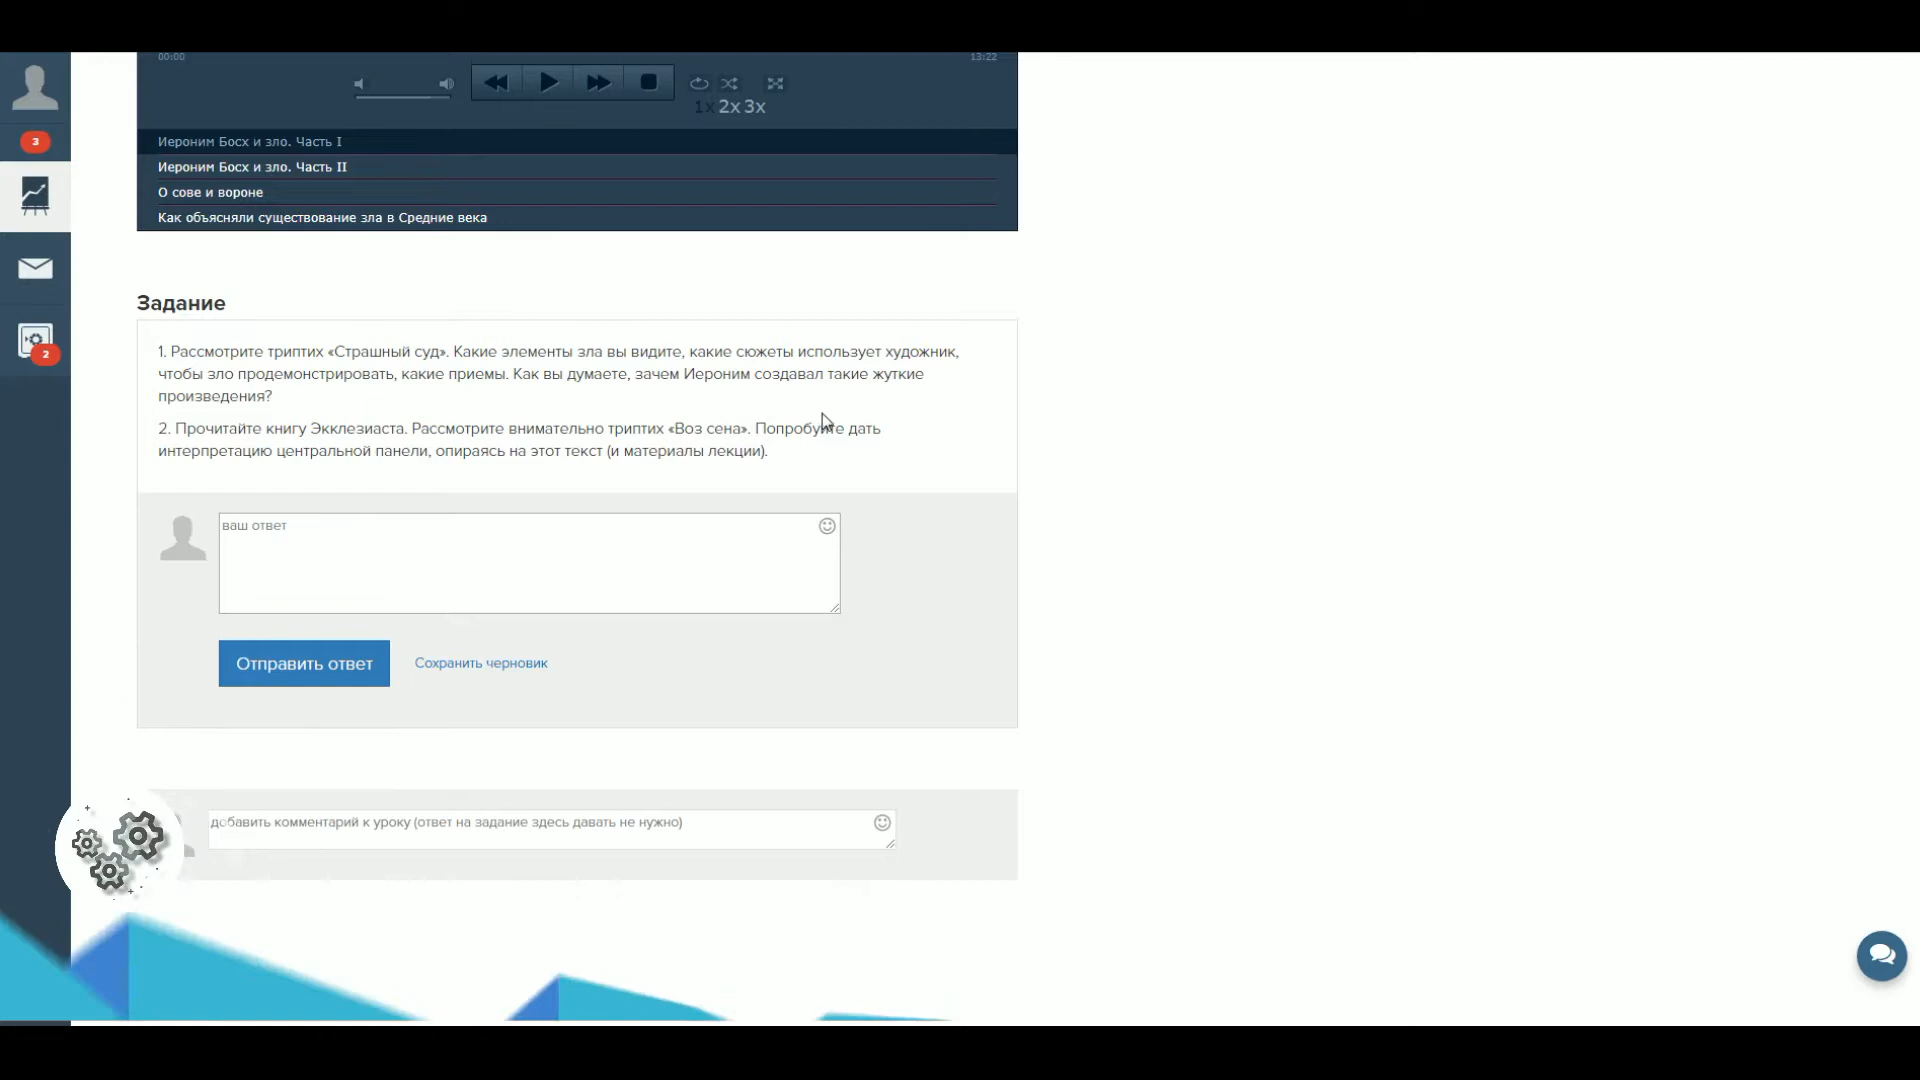 00:00
13:22
1x 2x 3x
3
Иероним Босх и зло. Часть I
Иероним Босх и зло. Часть II
О сове и вороне
Как объясняли существование зла в Средние века
2
Задание
1. Рассмотрите триптих «Страшный суд». Какие элементы зла вы видите, какие сюжеты использует художник,
чтобы зло продемонстрировать, какие приемы. Как вы думаете, зачем Иероним создавал такие жуткие
произведения?
2. Прочитайте книгу Экклезиаста. Рассмотрите внимательно триптих «Воз сена». Попробуйте дать
интерпретацию центральной панели, опираясь на этот текст (и материалы лекции).
ваш ответ
Отправить ответ
Сохранить черновик
добавить комментарий к уроку (ответ на задание здесь давать не нужно)